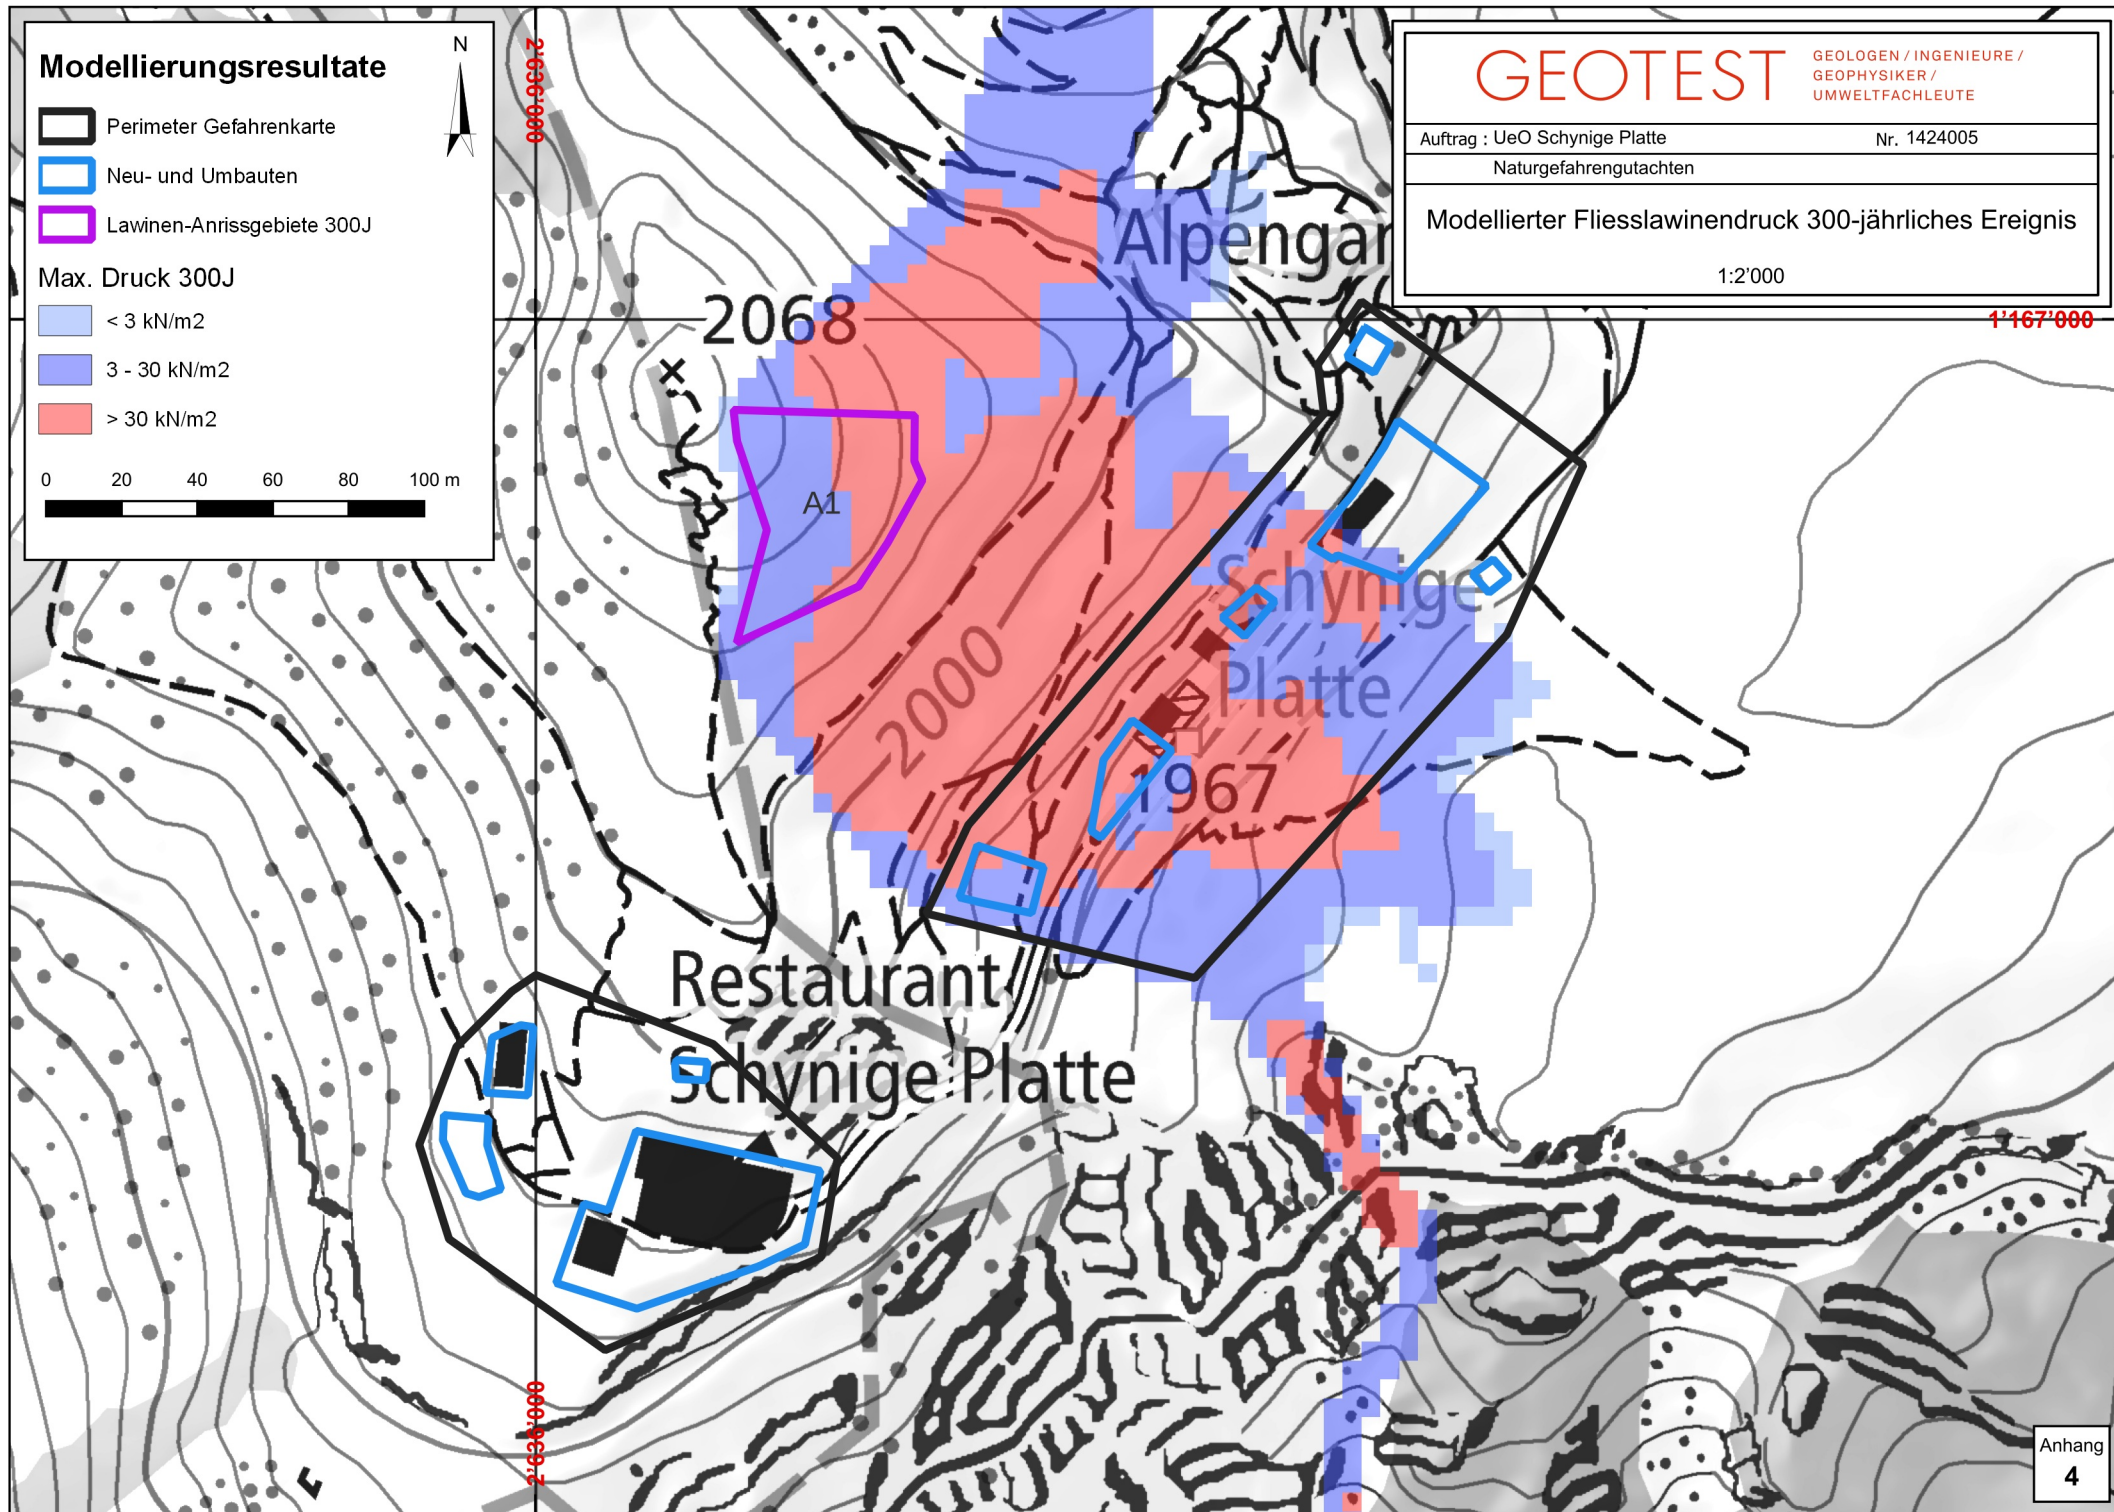 Modellierungsresultate
N
Perimeter Gefahrenkarte
Neu- und Umbauten
Lawinen-Anrissgebiete 300J
Max. Druck 300J
< 3 kN/m2
3 - 30 kN/m2
> 30 kN/m2
0 20 40 60 80 100 m
2'636'000
GEOTEST
GEOLOGEN / INGENIEURE /
GEOPHYSIKER /
UMWELTFACHLEUTE
Auftrag : UeO Schynige Platte Nr. 1424005
Naturgefahrengutachten
Modellierter Fliesslawinendruck 300-jährliches Ereignis
1:2'000
1'167'000
Alpengar
2068
A1
2000
Schynige
Platte
1967
Restaurant
Schynige Platte
2'636'000
Anhang
4